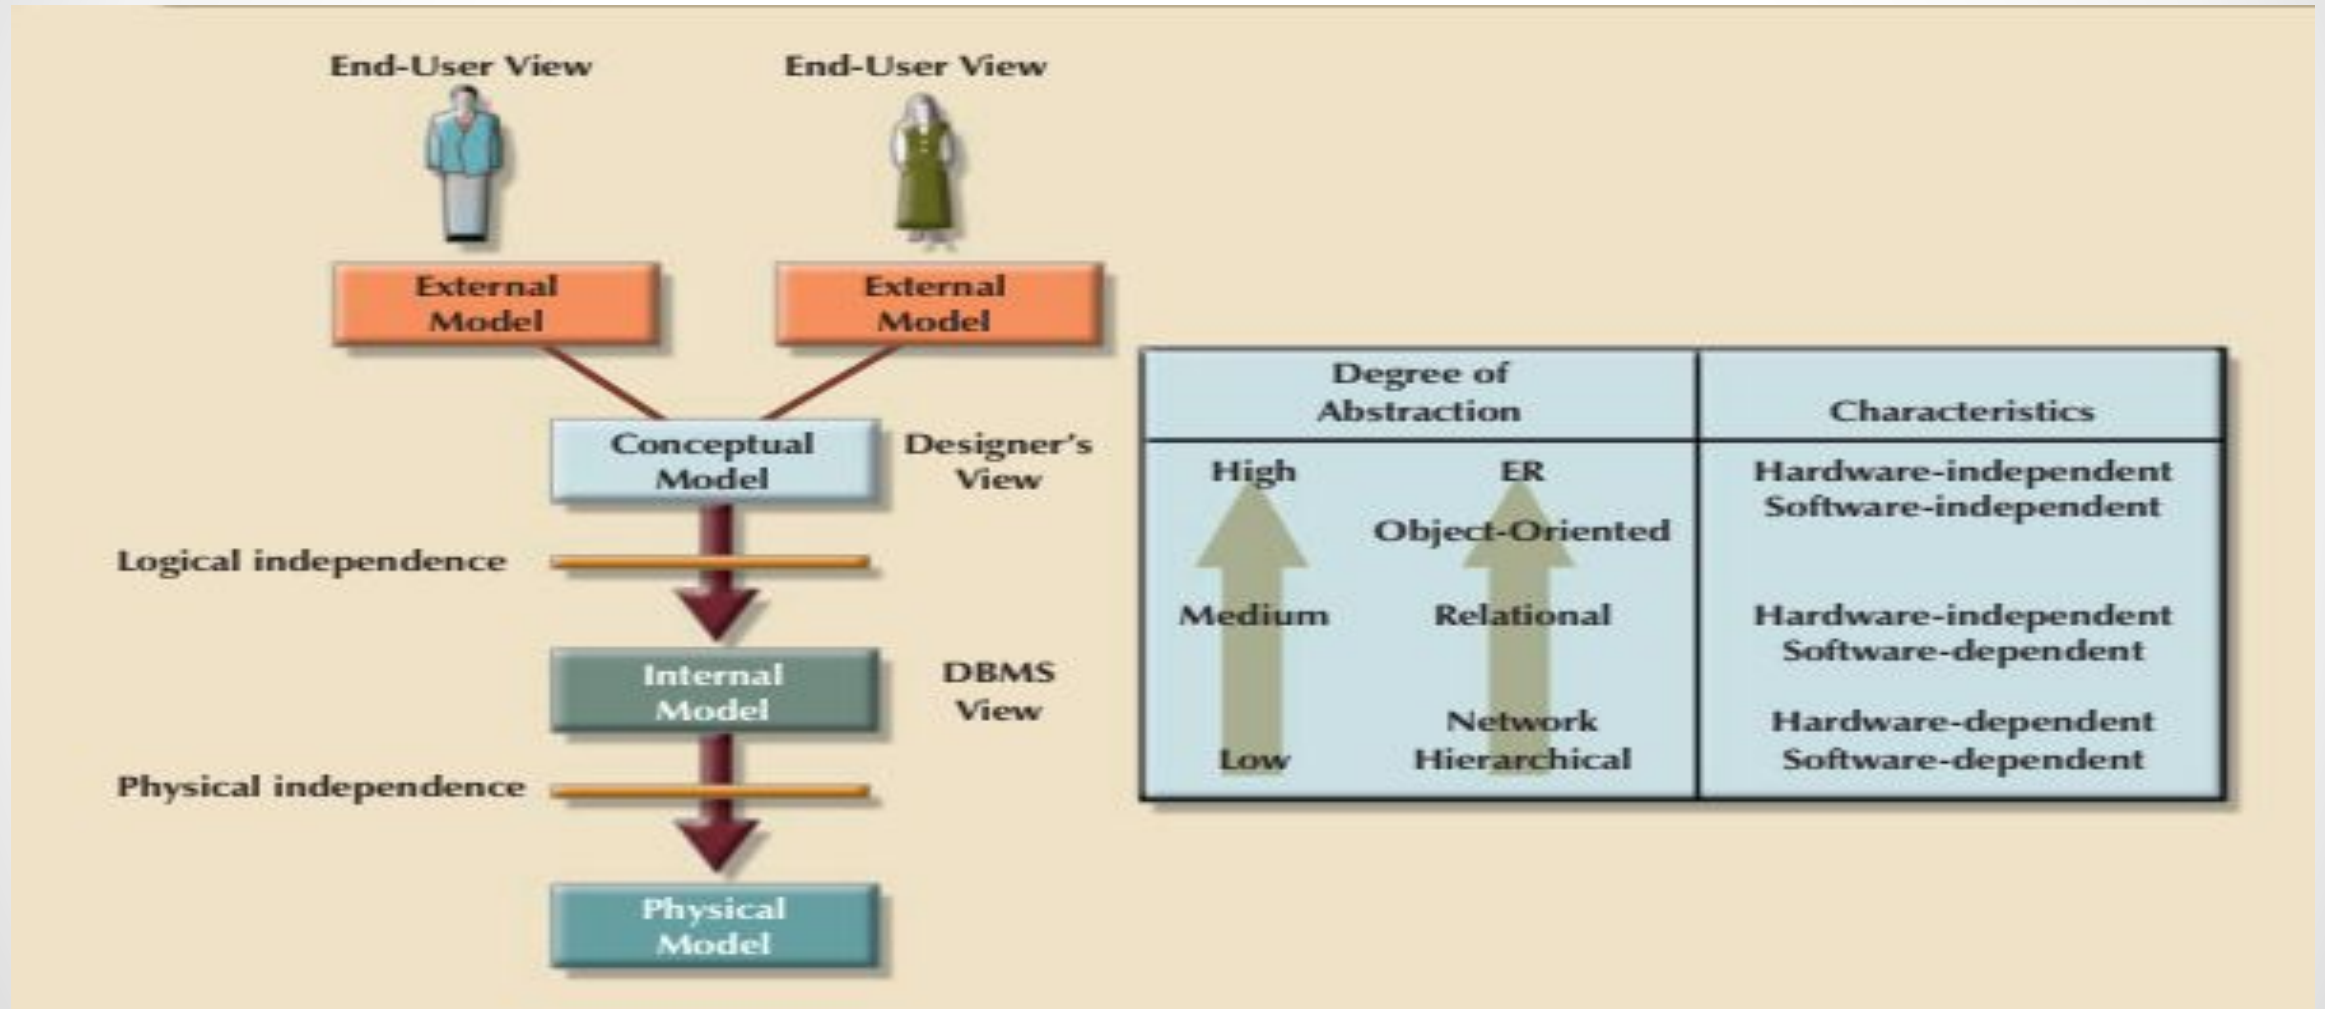 End-User View
End-User View
External
Model
External
Model
Conceptual
Model
Designer's
View
Logical independence
Internal
Model
DBMS
View
Physical independence
Physical
Model
Degree of
Abstraction
Characteristics
High
ER
Hardware-independent
Software-independent
Object-Oriented
Medium
Relational
Hardware-independent
Software-dependent
Network
Hardware-dependent
Low
Hierarchical
Software-dependent